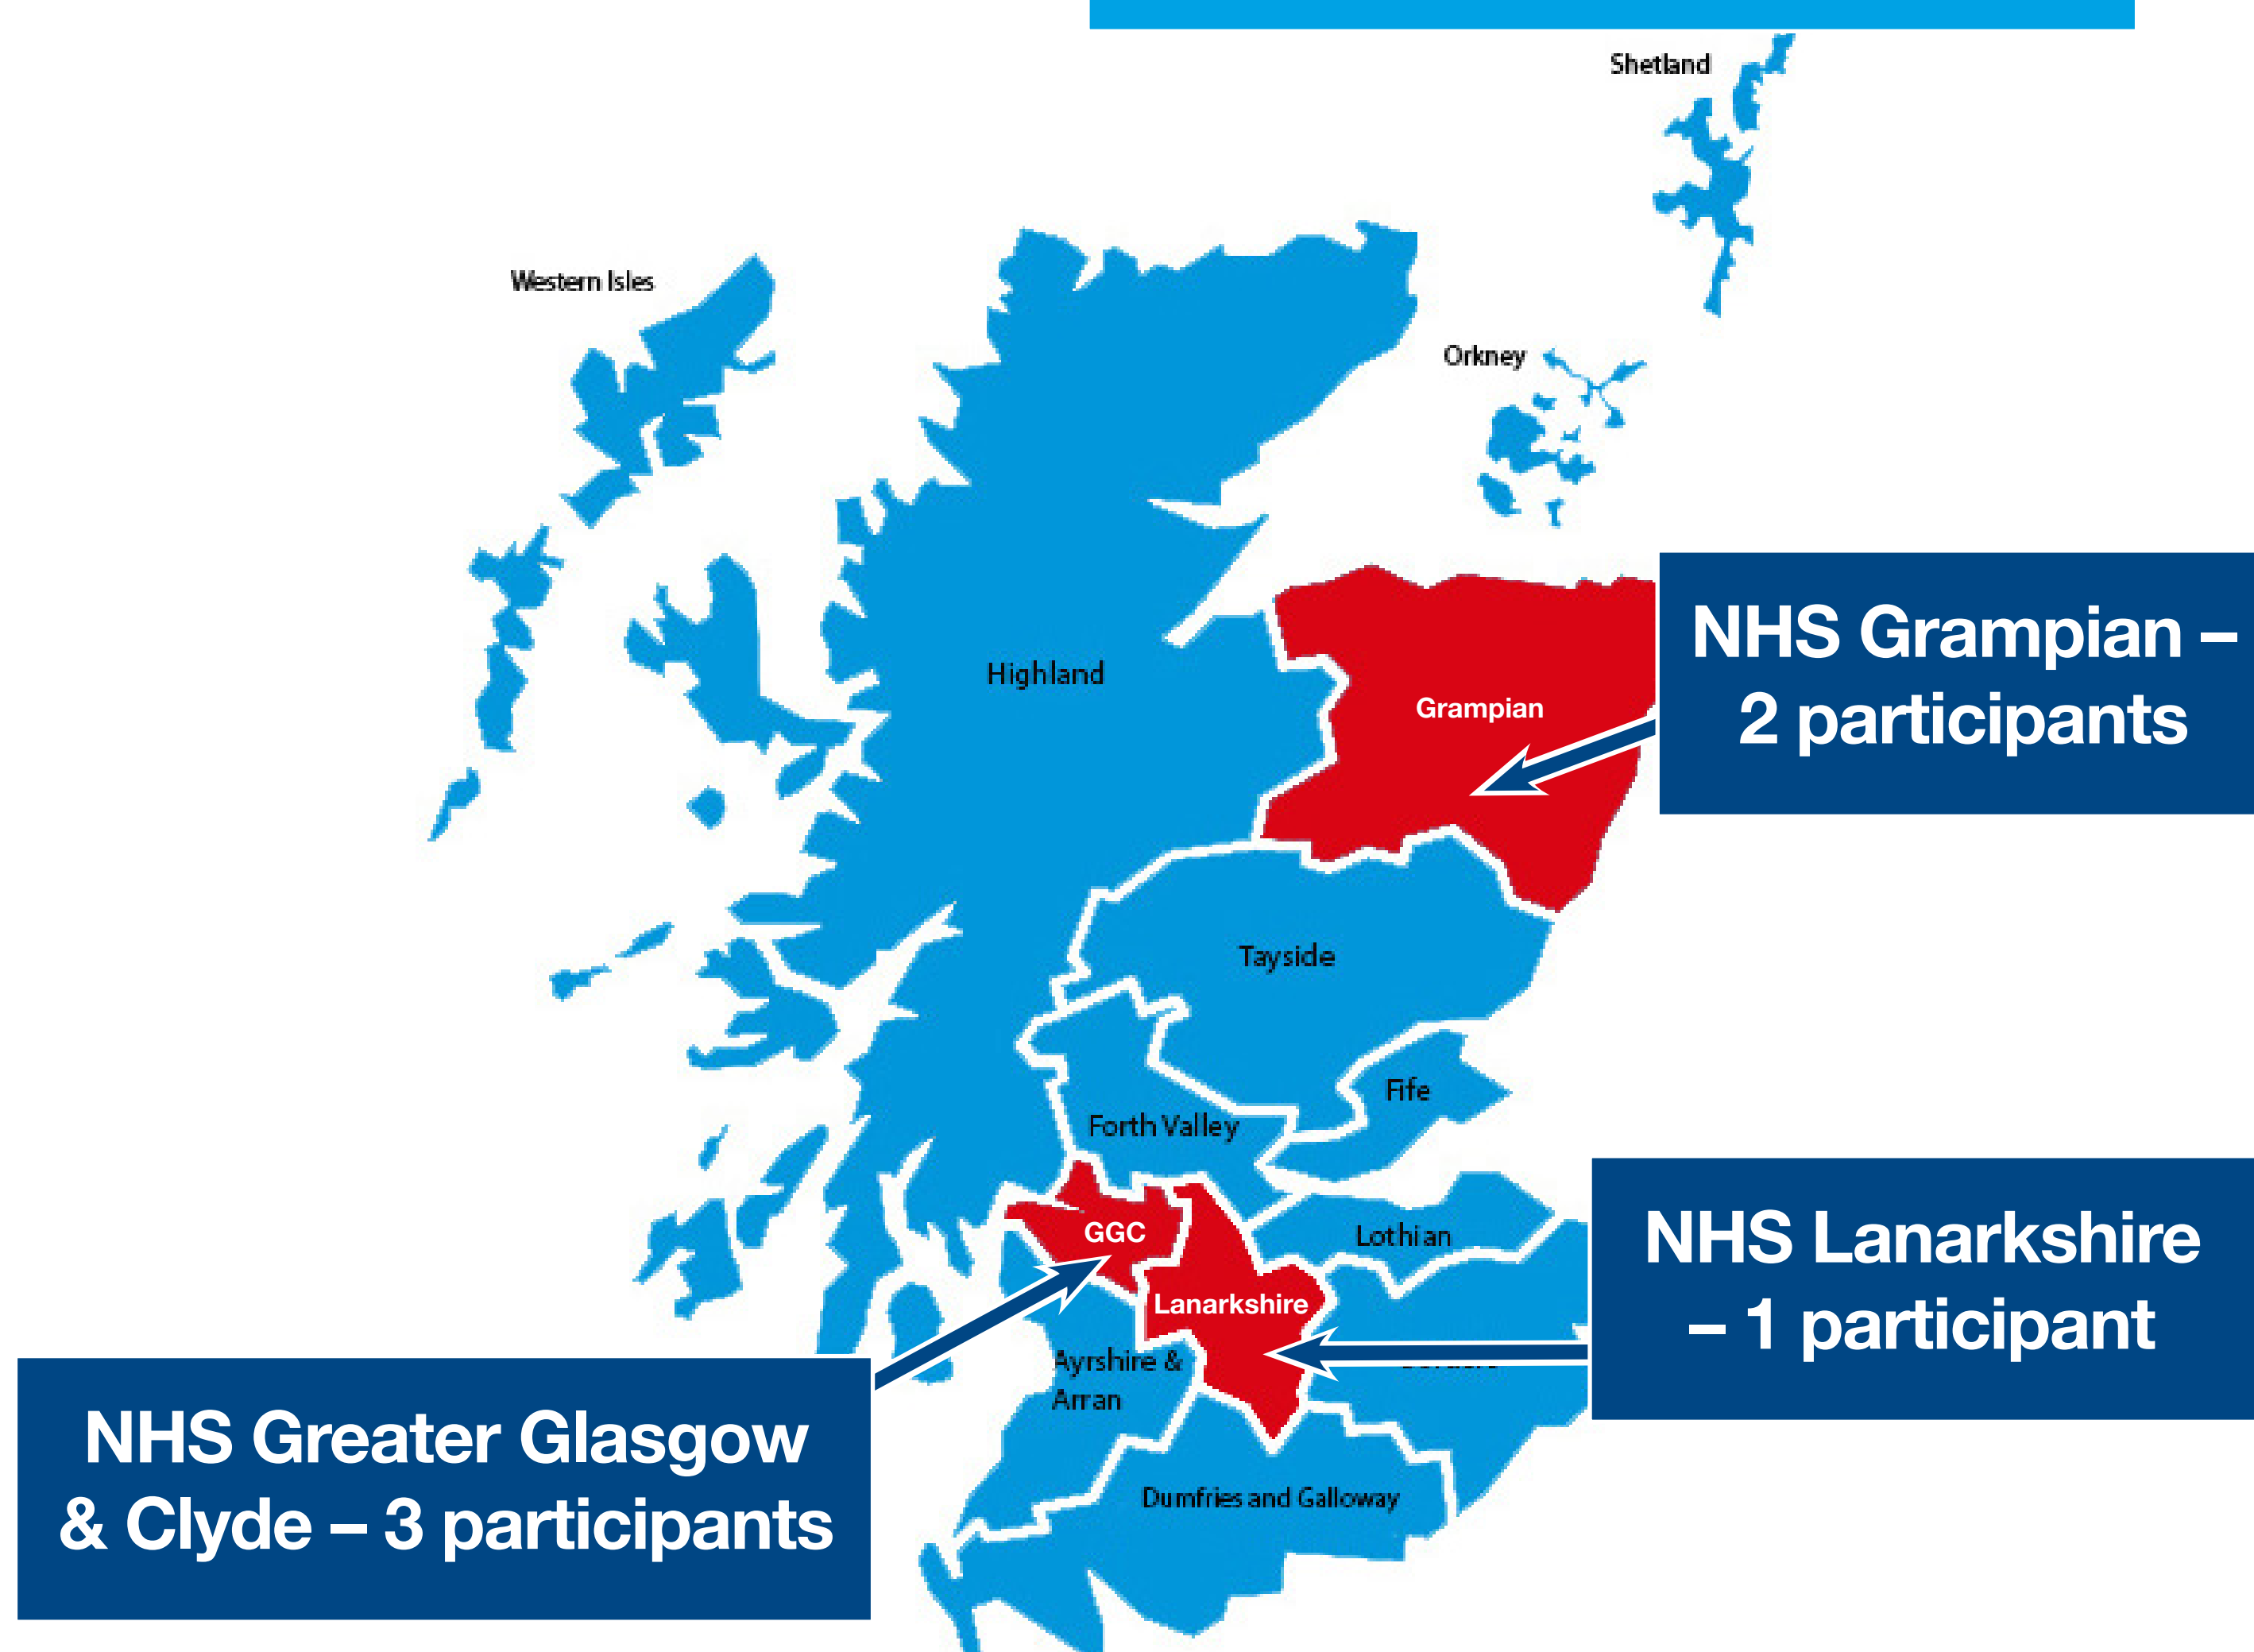 Shetland
Western Isles
Orkney
NHS Grampian –
2 participants
Highland
Grampian
Tayside
Fife
Forth Valley
GGC
Lothian
NHS Lanarkshire
– 1 participant
Lanarkshire
Ayrshire &
Arran
NHS Greater Glasgow
& Clyde – 3 participants
Dumfries and Galloway